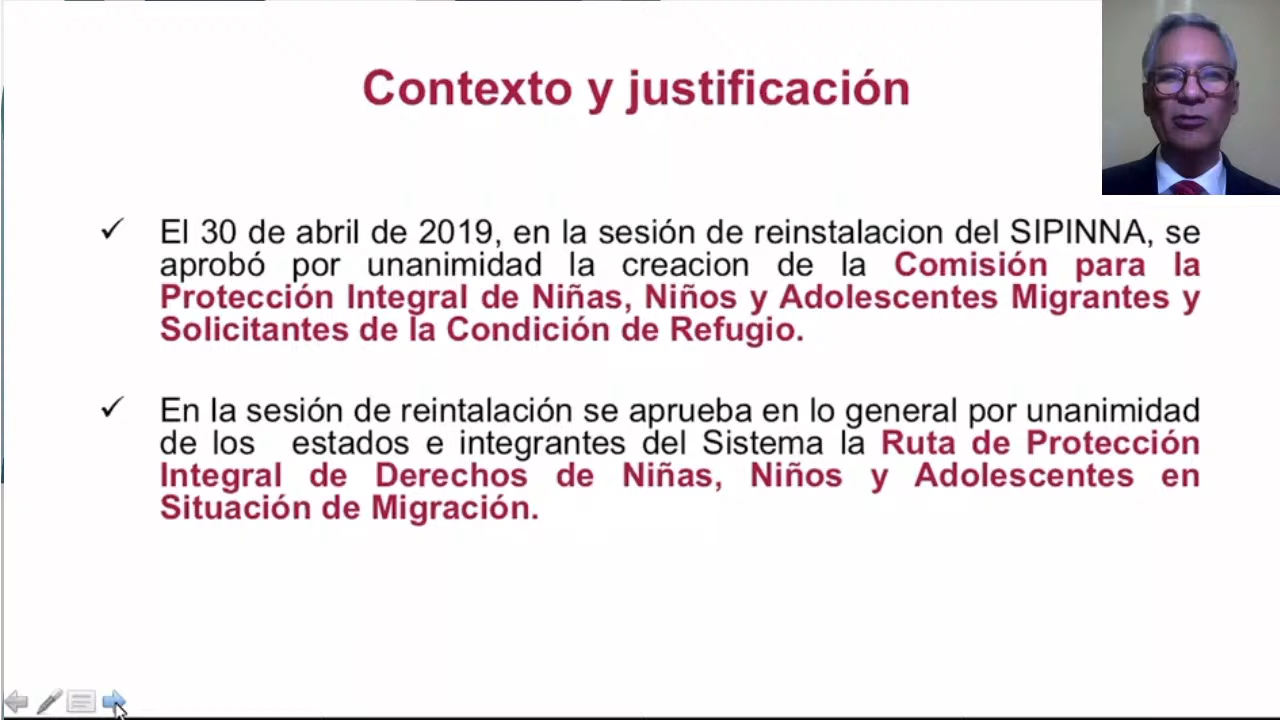 Contexto y justificación
✓ El 30 de abril de 2019, en la sesión de reinstalacion del SIPINNA, se
aprobó por unanimidad la creacion de la Comisión para la
Protección Integral de Niñas, Niños y Adolescentes Migrantes y
Solicitantes de la Condición de Refugio.
✓ En la sesión de reintalación se aprueba en lo general por unanimidad
de los estados e integrantes del Sistema la Ruta de Protección
Integral de Derechos de Niñas, Niños y Adolescentes en
Situación de Migración.